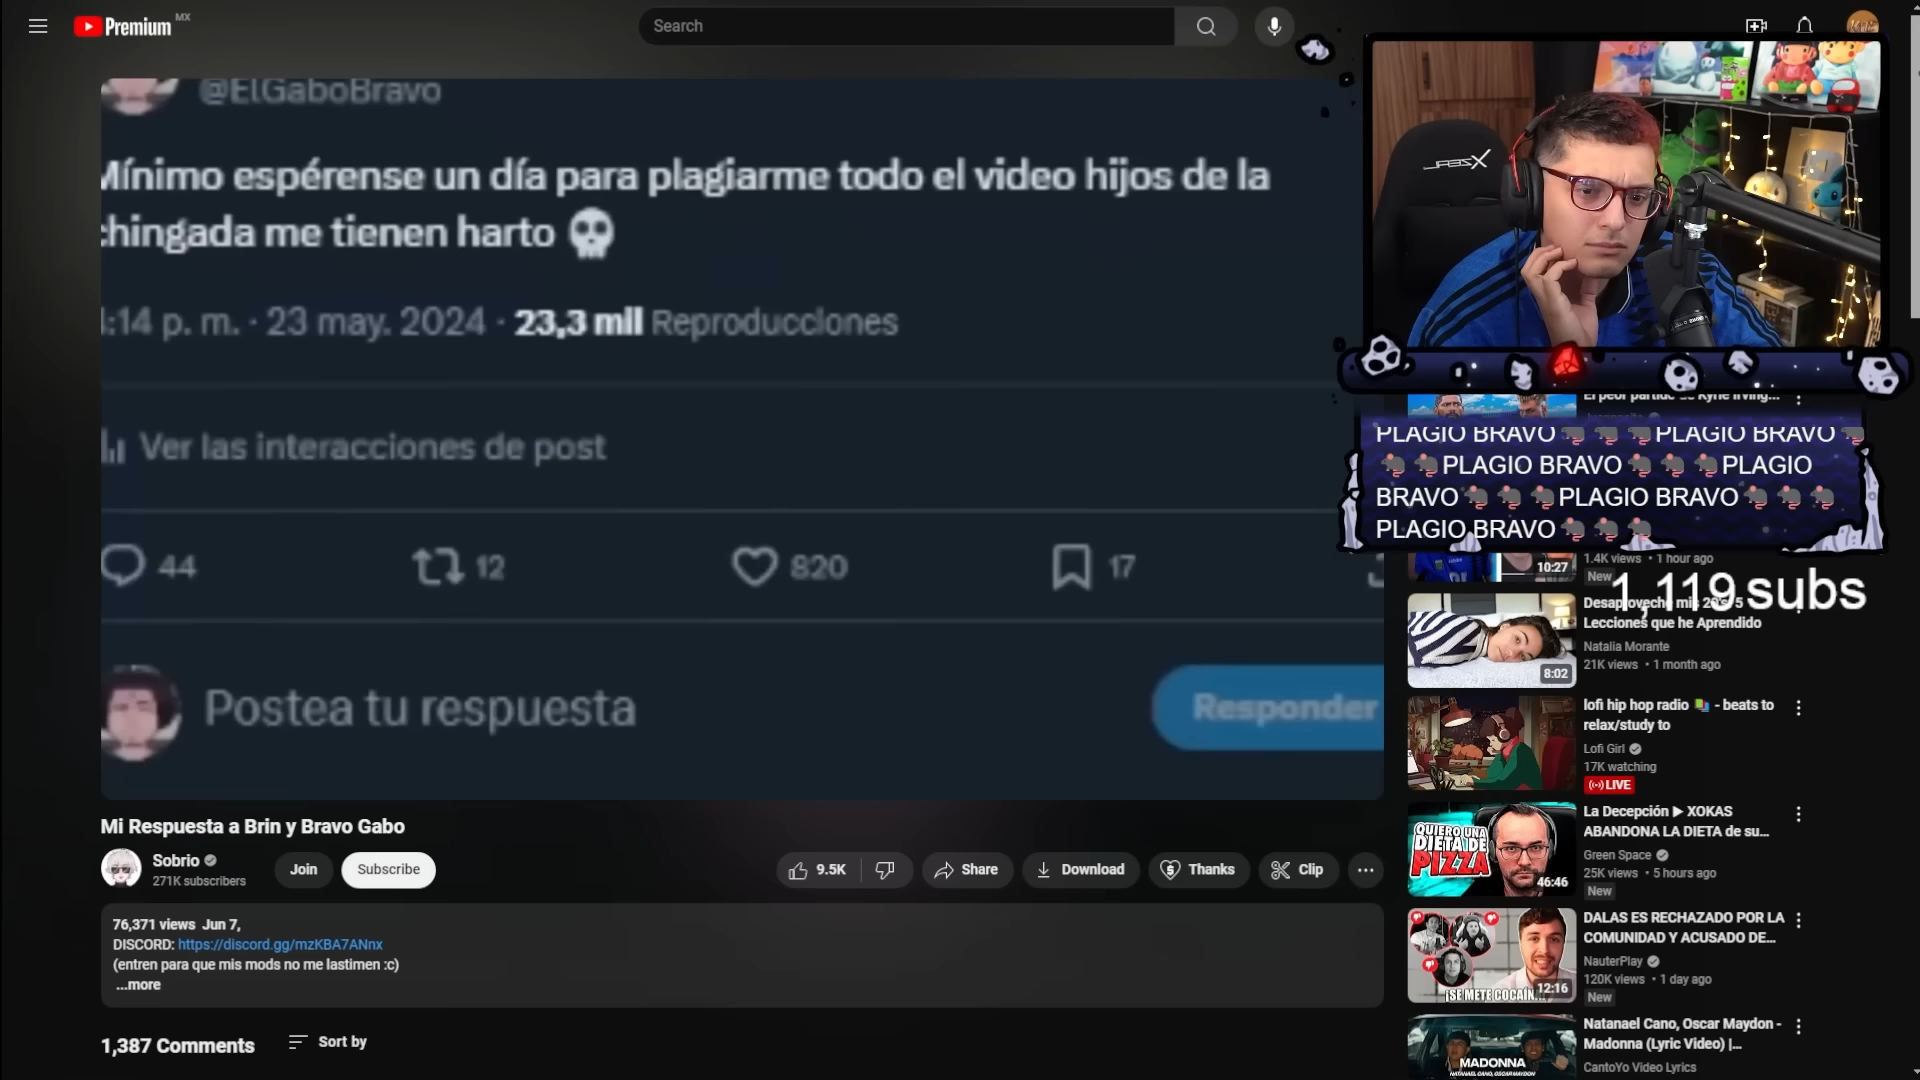 Premium MX
Search
@ElGaboBravo
Mínimo espérense un día para plagiarme todo el video hijos de la
chingada me tienen harto 💀
:14 p. m. · 23 may. 2024 · 23,3 mil Reproducciones
Ver las interacciones de post
44 12 820 17
Postea tu respuesta
Responder
Mi Respuesta a Brin y Bravo Gabo
Sobrio
271K subscribers
Join
Subscribe
9.5K
Share
Download
Thanks
Clip
76,371 views Jun 7,
DISCORD: https://discord.gg/mzKBA7ANnx
(entren para que mis mods no me lastimen :c)
...more
1,387 Comments
Sort by
El peor partido de Kyrie Irving...
PLAGIO BRAVO🐀🐀🐀PLAGIO BRAVO🐀
🐀🐀PLAGIO BRAVO🐀🐀🐀PLAGIO
BRAVO🐀🐀🐀PLAGIO BRAVO🐀🐀🐀
PLAGIO BRAVO🐀🐀🐀
10:27
1.4K views • 1 hour ago
New
1,119 subs
Desaproveché mis 20s: 5
Lecciones que he Aprendido
Natalia Morante
21K views • 1 month ago
8:02
lofi hip hop radio 📚 - beats to
relax/study to
Lofi Girl
17K watching
LIVE
La Decepción ▶ XOKAS
ABANDONA LA DIETA de su...
Green Space
25K views • 5 hours ago
New
QUIERO UNA
DIETA DE
PIZZA
46:46
DALAS ES RECHAZADO POR LA
COMUNIDAD Y ACUSADO DE...
NauterPlay
120K views • 1 day ago
New
¡SE METE COCAÍN...
12:16
Natanael Cano, Oscar Maydon -
Madonna (Lyric Video) |...
CantoYo Video Lyrics
MADONNA
NATANAEL CANO, OSCAR MAYDON